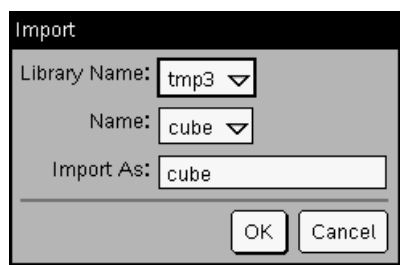 Import
Library Name: tmp3
Name: cube
Import As: cube
OK Cancel